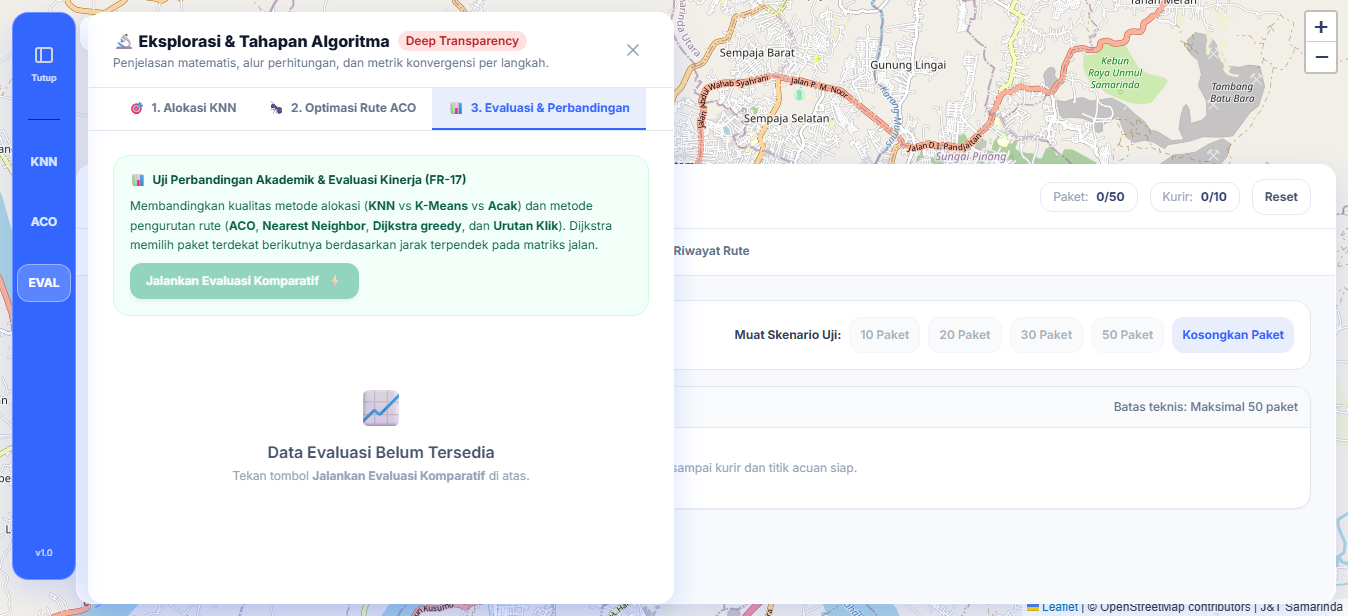 Tutup
KNN
ACO
EVAL
v1.0
Eksplorasi & Tahapan Algoritma
Deep Transparency
Penjelasan matematis, alur perhitungan, dan metrik konvergensi per langkah.
1. Alokasi KNN
2. Optimasi Rute ACO
3. Evaluasi & Perbandingan
Uji Perbandingan Akademik & Evaluasi Kinerja (FR-17)
Membandingkan kualitas metode alokasi (KNN vs K-Means vs Acak) dan metode
pengurutan rute (ACO, Nearest Neighbor, Dijkstra greedy, dan Urutan Klik). Dijkstra
memilih paket terdekat berikutnya berdasarkan jarak terpendek pada matriks jalan.
Jalankan Evaluasi Komparatif
Data Evaluasi Belum Tersedia
Tekan tombol Jalankan Evaluasi Komparatif di atas.
Sempaja Barat
Gunung Lingai
Kebun
Raya Unmul
Samarinda
Tambang
Batu Bara
Jalan Abdul Wahab Syahrani
Jalan P. M. Noor
Sempaja Selatan
Jalan D.I. Pandjaitan
Sungai Pinang
+
−
Paket: 0/50
Kurir: 0/10
Reset
Riwayat Rute
Muat Skenario Uji:
10 Paket
20 Paket
30 Paket
50 Paket
Kosongkan Paket
Batas teknis: Maksimal 50 paket
sampai kurir dan titik acuan siap.
Leaflet | © OpenStreetMap contributors | J&T Samarinda